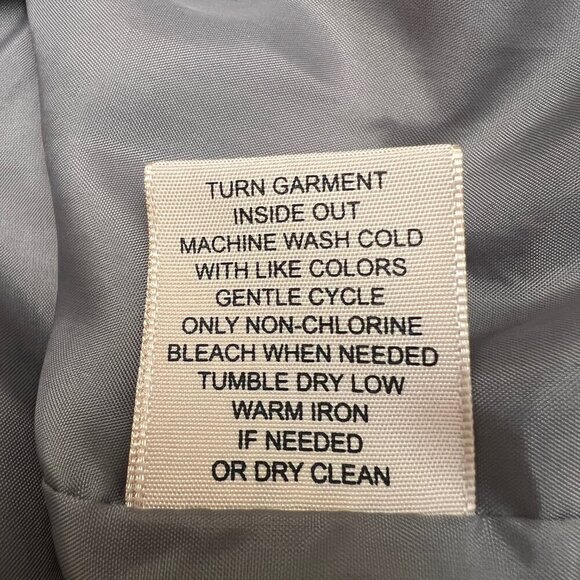 TURN GARMENT
INSIDE OUT
MACHINE WASH COLD
WITH LIKE COLORS
GENTLE CYCLE
ONLY NON-CHLORINE
BLEACH WHEN NEEDED
TUMBLE DRY LOW
WARM IRON
IF NEEDED
OR DRY CLEAN